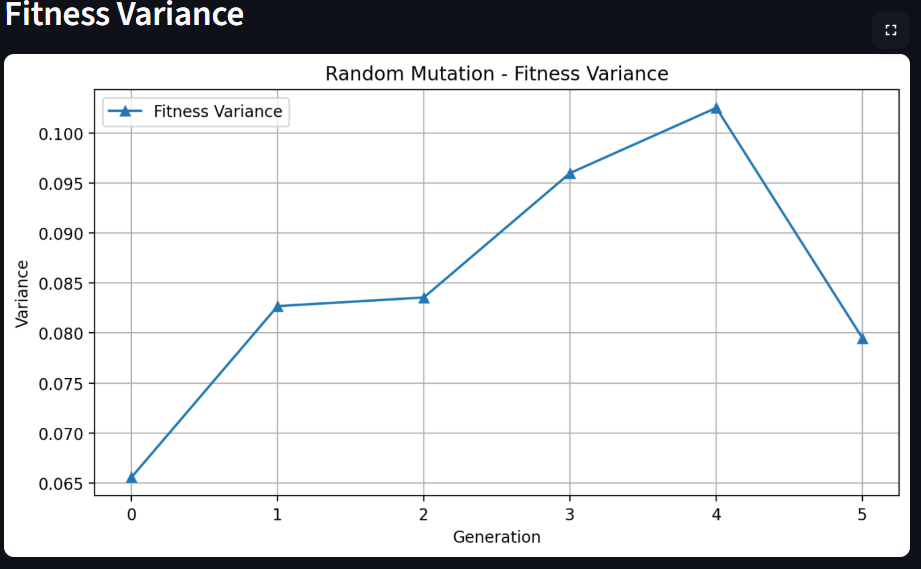 Fitness Variance
Random Mutation - Fitness Variance
Fitness Variance
0.100
0.095
0.090
0.085
0.080
0.075
0.070
0.065
Variance
0 1 2 3 4 5
Generation